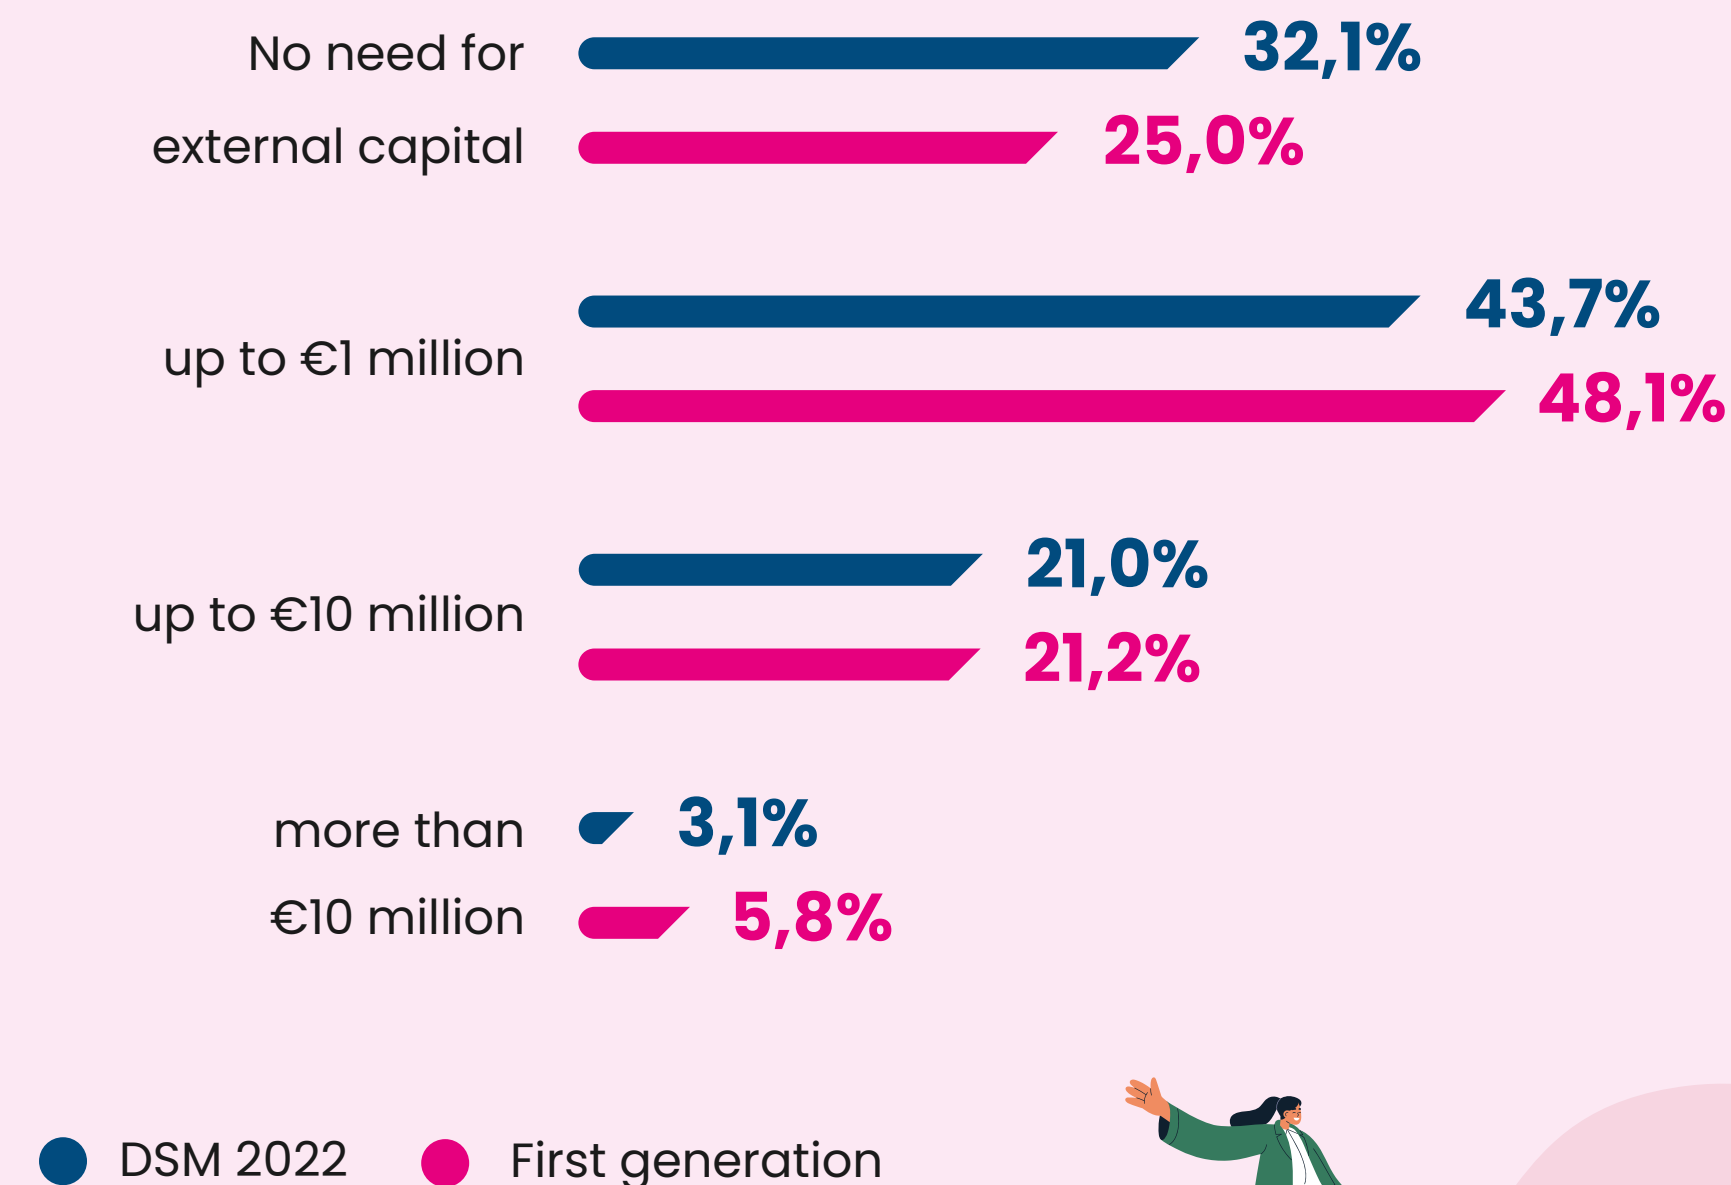 No need for
32,1%
external capital
25,0%
43,7%
up to €1 million
48,1%
21,0%
up to €10 million
21,2%
more than
3,1%
€10 million
5,8%
DSM 2022
First generation